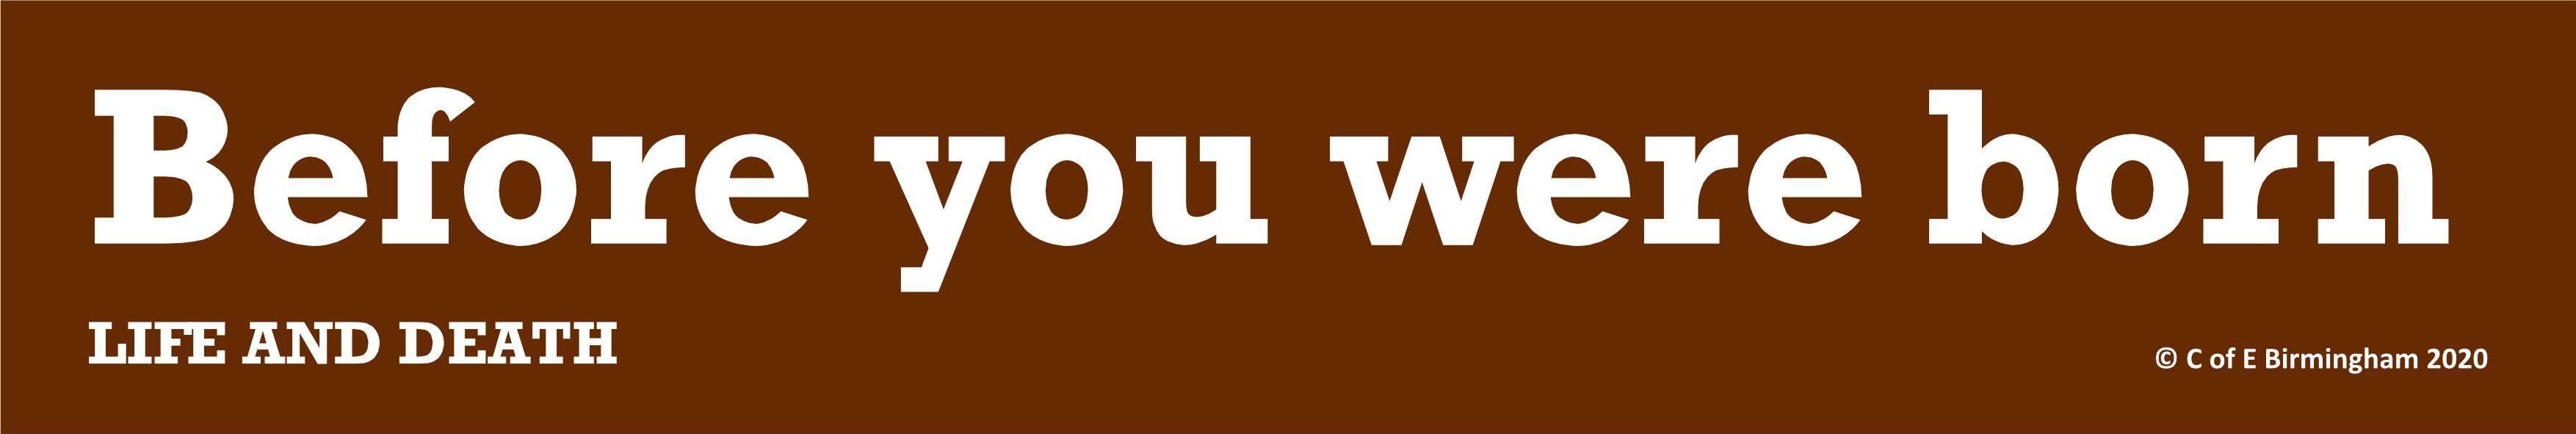 Before you were born
LIFE AND DEATH
© C of E Birmingham 2020